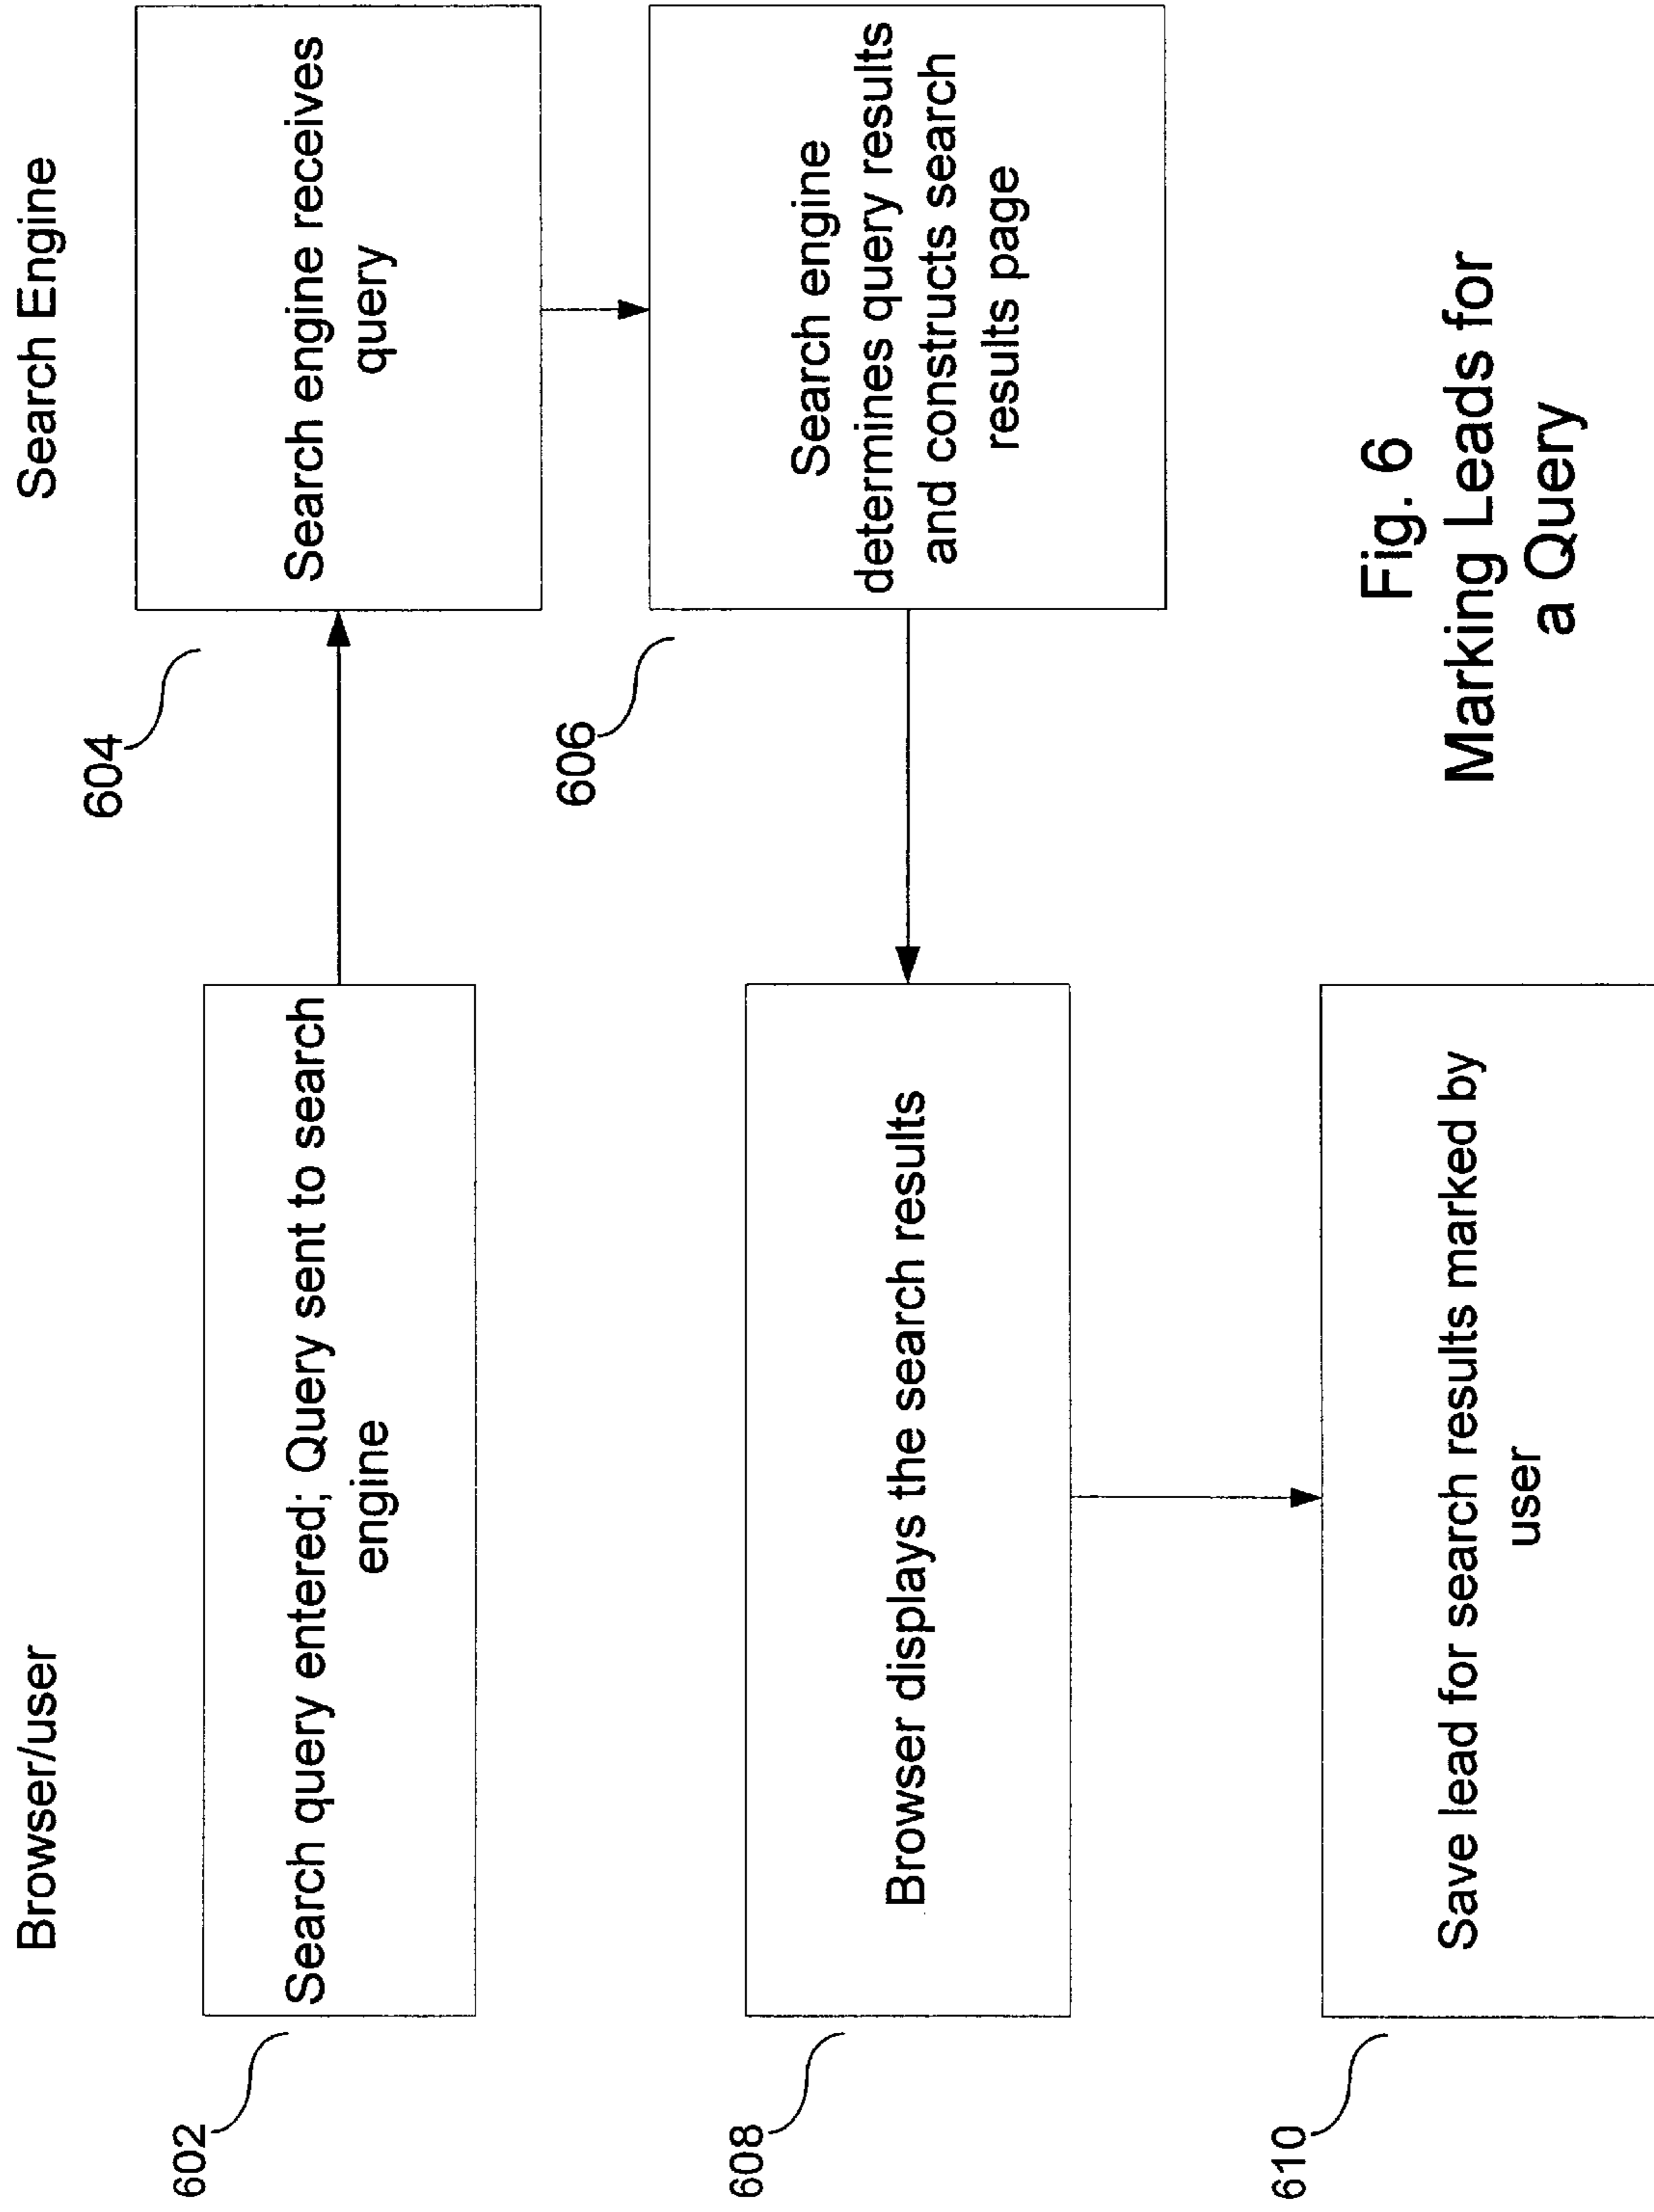 Browser/user
Search Engine
602
Search query entered; Query sent to search
engine
604
Search engine receives
query
606
Search engine
determines query results
and constructs search
results page
608
Browser displays the search results
610
Save lead for search results marked by
user
Fig. 6
Marking Leads for
a Query